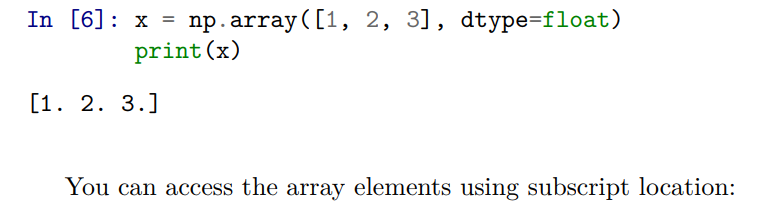 In [6]: x = np.array([1, 2, 3], dtype=float)
print(x)
[1. 2. 3.]
You can access the array elements using subscript location: